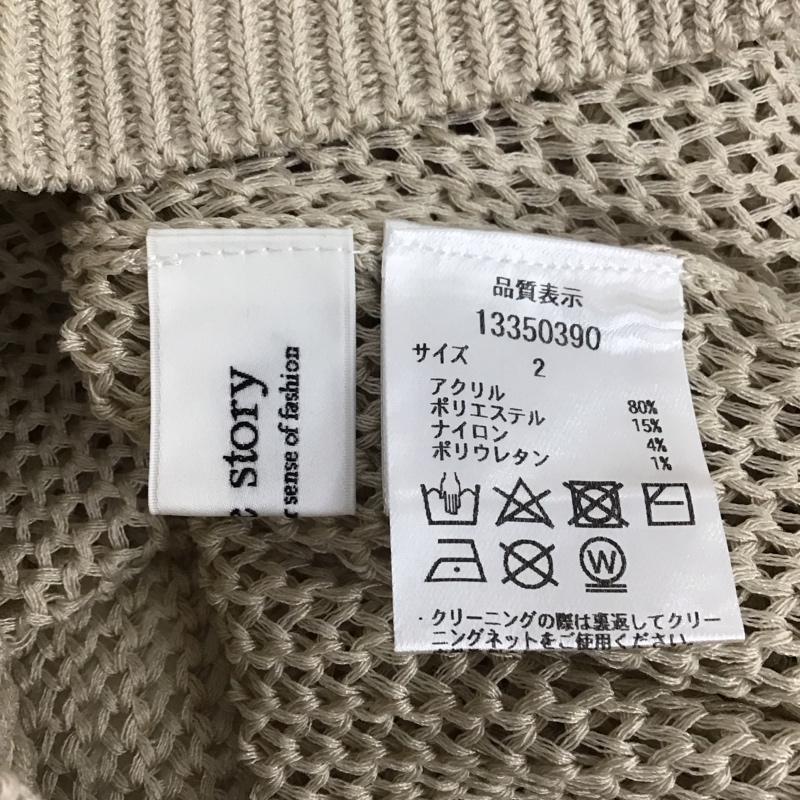 story
sense of fashion
品質表示
13350390
サイズ 2
アクリル 80%
ポリエステル 15%
ナイロン 4%
ポリウレタン 1%
W
・クリーニングの際は裏返してクリー
ニングネットをご使用ください。